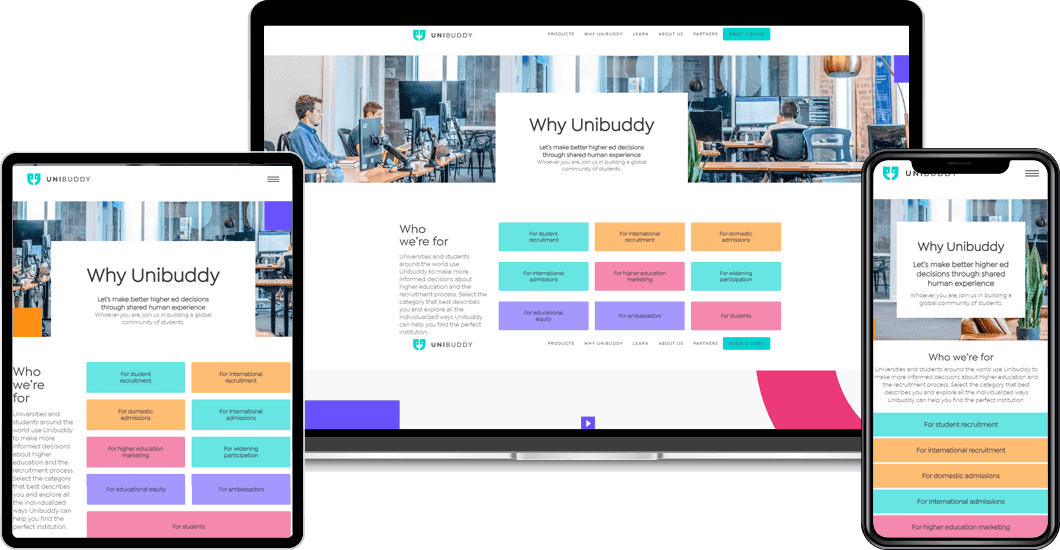 UNIBUDDY
PRODUCTS WHY UNIBUDDY LEARN ABOUT US PARTNERS BOOK A DEMO
Why Unibuddy
Let's make better higher ed decisions
through shared human experience
Whoever you are, join us in building a global
community of students.
Who
we're for
Universities and
students around the
world use Unibuddy
to make more
informed decisions
about higher
education and the
recruitment process.
Select the category
that best describes
you and explore all
the individualized
ways Unibuddy can
help you find the
perfect institution.
For student
recruitment
For international
recruitment
For domestic
admissions
For international
admissions
For higher education
marketing
For widening
participation
For educational equity
For ambassadors
For students
UNIBUDDY
Why Unibuddy
Let's make better higher ed decisions
through shared human experience
Whoever you are, join us in building a global
community of students.
Who
we're for
Universities and students
around the world use
Unibuddy to make more
informed decisions about
higher education and the
recruitment process. Select the
category that best describes
you and explore all of the
individualized ways Unibuddy
can help you find the perfect
institution.
For student
recruitment
For international
recruitment
For domestic
admissions
For international
admissions
For higher education
marketing
For widening
participation
For educational
equity
For ambassadors
For students
UNIBUDDY
PRODUCTS WHY UNIBUDDY LEARN ABOUT US PARTNERS BOOK A DEMO
UNIBUDDY
Why Unibuddy
Let's make better higher ed
decisions through shared
human experience
Whoever you are, join us in building a
global community of students.
Who we're for
Universities and students around the world use Unibuddy
to make more informed decisions about higher education and
the recruitment process. Select the category that best
describes you and explore all of the individualized ways
Unibuddy can help you find the perfect institution.
For student recruitment
For international recruitment
For domestic admissions
For international admissions
For higher education marketing